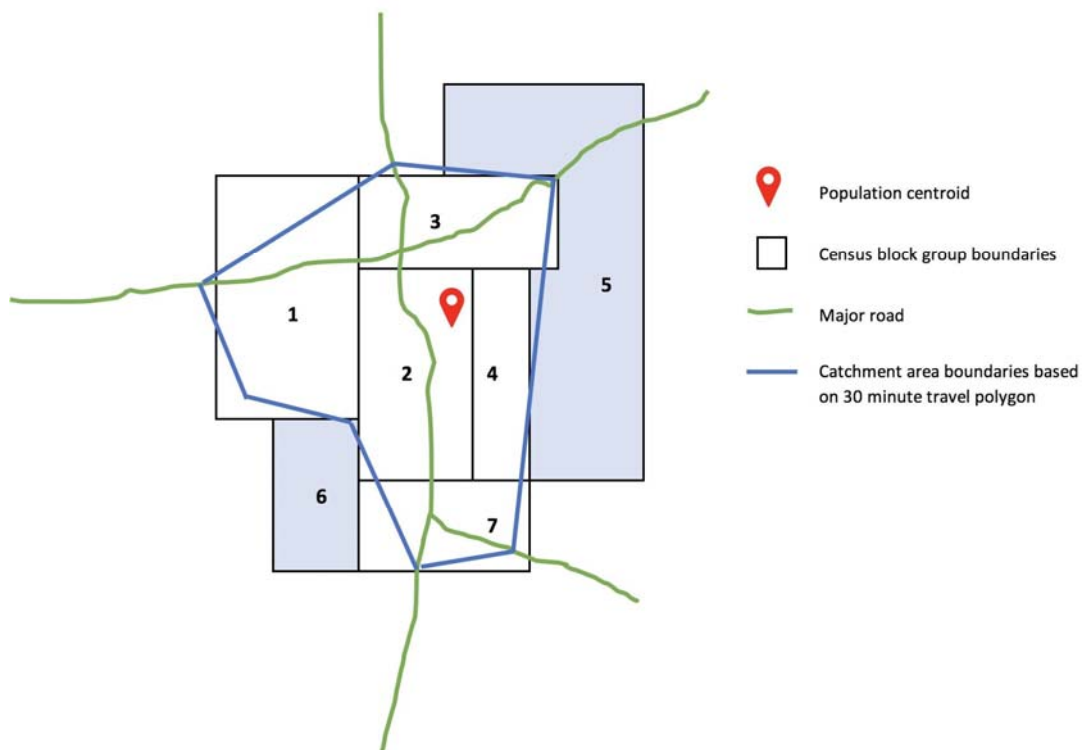 3
5
1
2
4
6
7
Population centroid
Census block group boundaries
Major road
Catchment area boundaries based
on 30 minute travel polygon